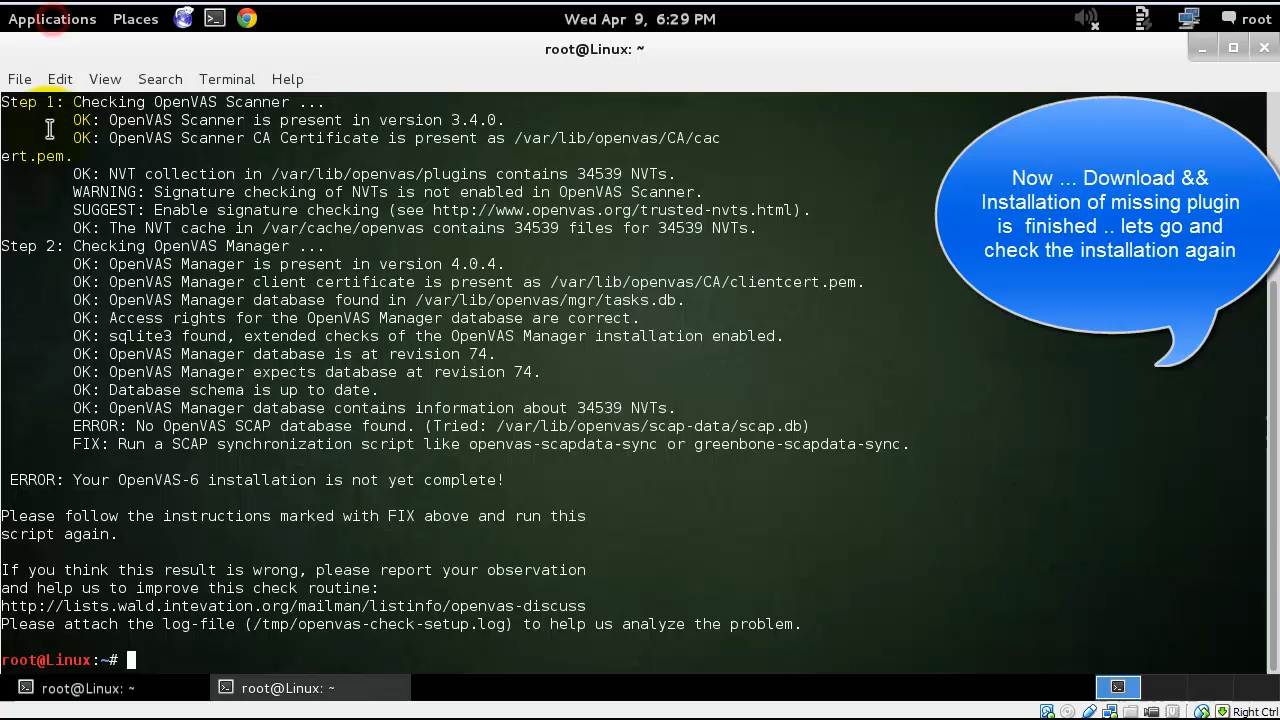 Applications Places Wed Apr 9, 6:29 PM root
root@Linux: ~
File Edit View Search Terminal Help
Step 1: Checking OpenVAS Scanner ...
OK: OpenVAS Scanner is present in version 3.4.0.
OK: OpenVAS Scanner CA Certificate is present as /var/lib/openvas/CA/cac
ert.pem.
OK: NVT collection in /var/lib/openvas/plugins contains 34539 NVTs.
WARNING: Signature checking of NVTs is not enabled in OpenVAS Scanner.
SUGGEST: Enable signature checking (see http://www.openvas.org/trusted-nvts.html).
OK: The NVT cache in /var/cache/openvas contains 34539 files for 34539 NVTs.
Step 2: Checking OpenVAS Manager ...
OK: OpenVAS Manager is present in version 4.0.4.
OK: OpenVAS Manager client certificate is present as /var/lib/openvas/CA/clientcert.pem.
OK: OpenVAS Manager database found in /var/lib/openvas/mgr/tasks.db.
OK: Access rights for the OpenVAS Manager database are correct.
OK: sqlite3 found, extended checks of the OpenVAS Manager installation enabled.
OK: OpenVAS Manager database is at revision 74.
OK: OpenVAS Manager expects database at revision 74.
OK: Database schema is up to date.
OK: OpenVAS Manager database contains information about 34539 NVTs.
ERROR: No OpenVAS SCAP database found. (Tried: /var/lib/openvas/scap-data/scap.db)
FIX: Run a SCAP synchronization script like openvas-scapdata-sync or greenbone-scapdata-sync.
ERROR: Your OpenVAS-6 installation is not yet complete!
Please follow the instructions marked with FIX above and run this
script again.
If you think this result is wrong, please report your observation
and help us to improve this check routine:
http://lists.wald.intevation.org/mailman/listinfo/openvas-discuss
Please attach the log-file (/tmp/openvas-check-setup.log) to help us analyze the problem.
root@Linux:~#
Now ... Download &&
Installation of missing plugin
is finished .. lets go and
check the installation again
root@Linux: ~ root@Linux: ~
Right Ctrl